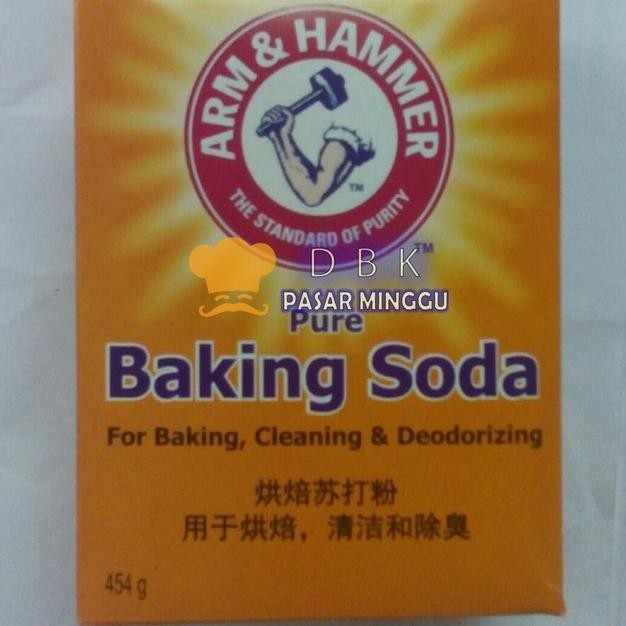 ARM & HAMMER
TM
THE STANDARD OF PURITY
TM
DBK
PASAR MINGGU
Pure
Baking Soda
For Baking, Cleaning & Deodorizing
烘焙苏打粉
用于烘焙，清洁和除臭
454 g